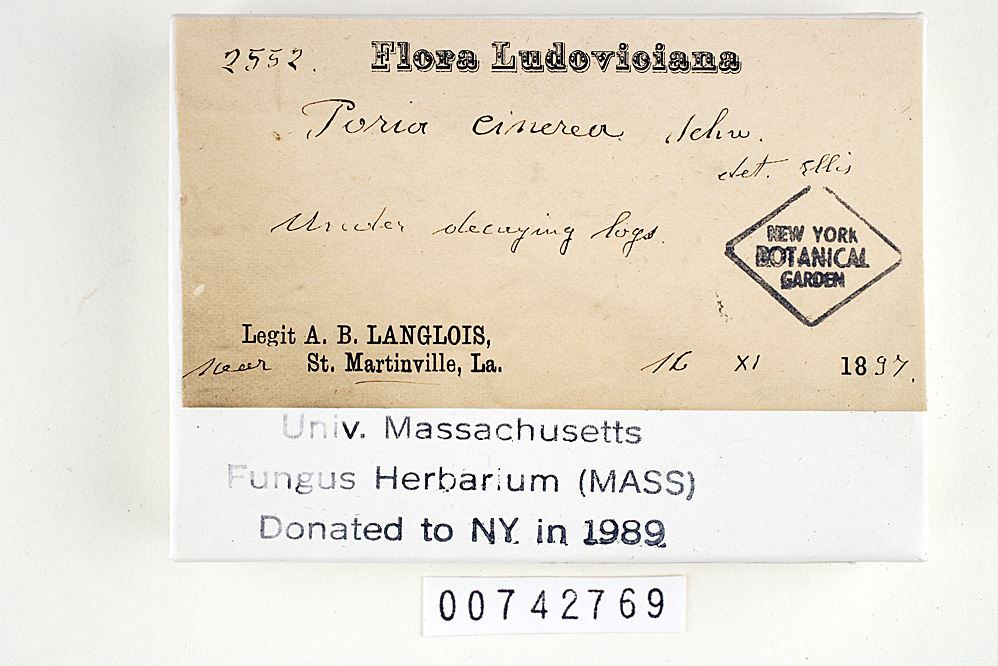 2552. Flora Ludoviciana
Poria cinerea Schw.
det. Ellis
Under decaying logs.
NEW YORK
BOTANICAL
GARDEN
Legit A. B. LANGLOIS,
near St. Martinville, La. 16 XI 1897.
Univ. Massachusetts
Fungus Herbarium (MASS)
Donated to NY in 1989
00742769